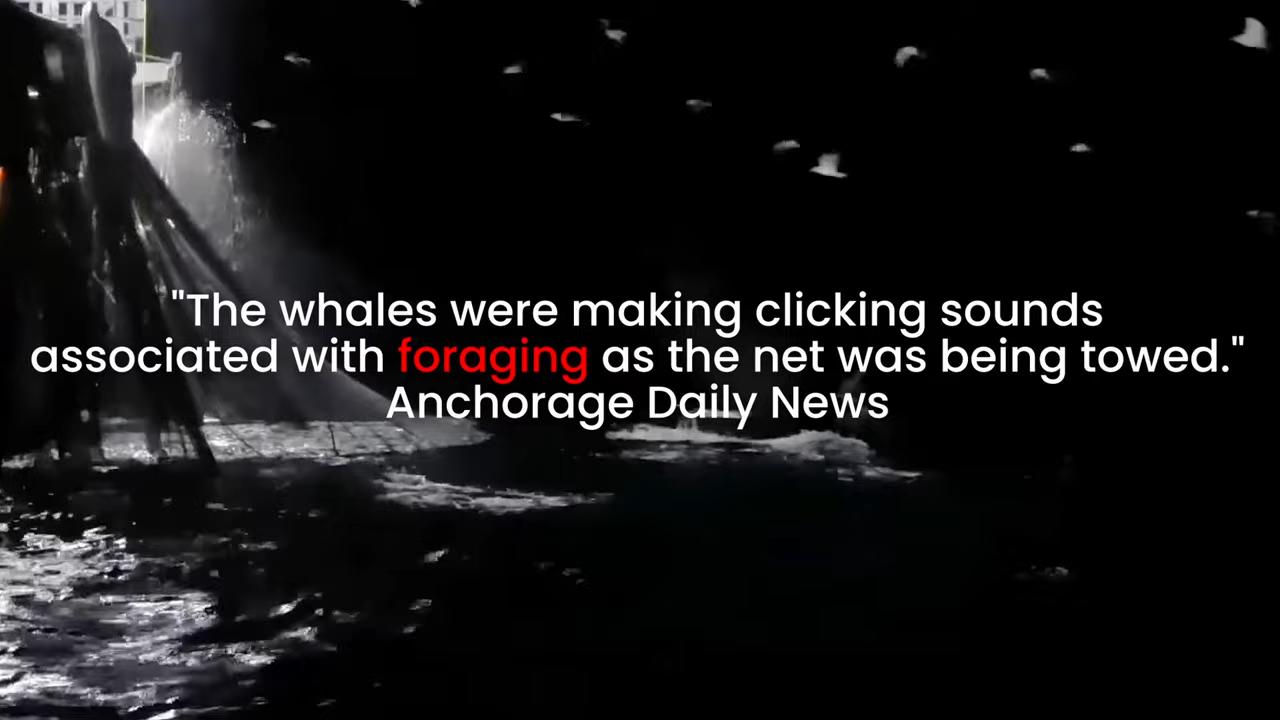 "The whales were making clicking sounds
associated with foraging as the net was being towed."
Anchorage Daily News